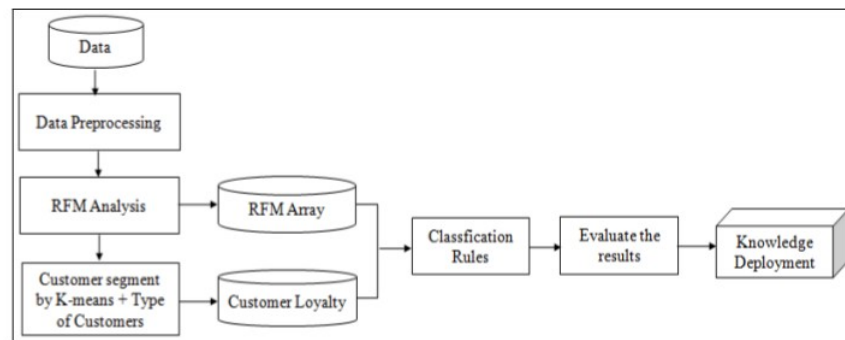 Data
Data Preprocessing
RFM Analysis
RFM Array
Customer segment
by K-means + Type
of Customers
Customer Loyalty
Classfication
Rules
Evaluate the
results
Knowledge
Deployment